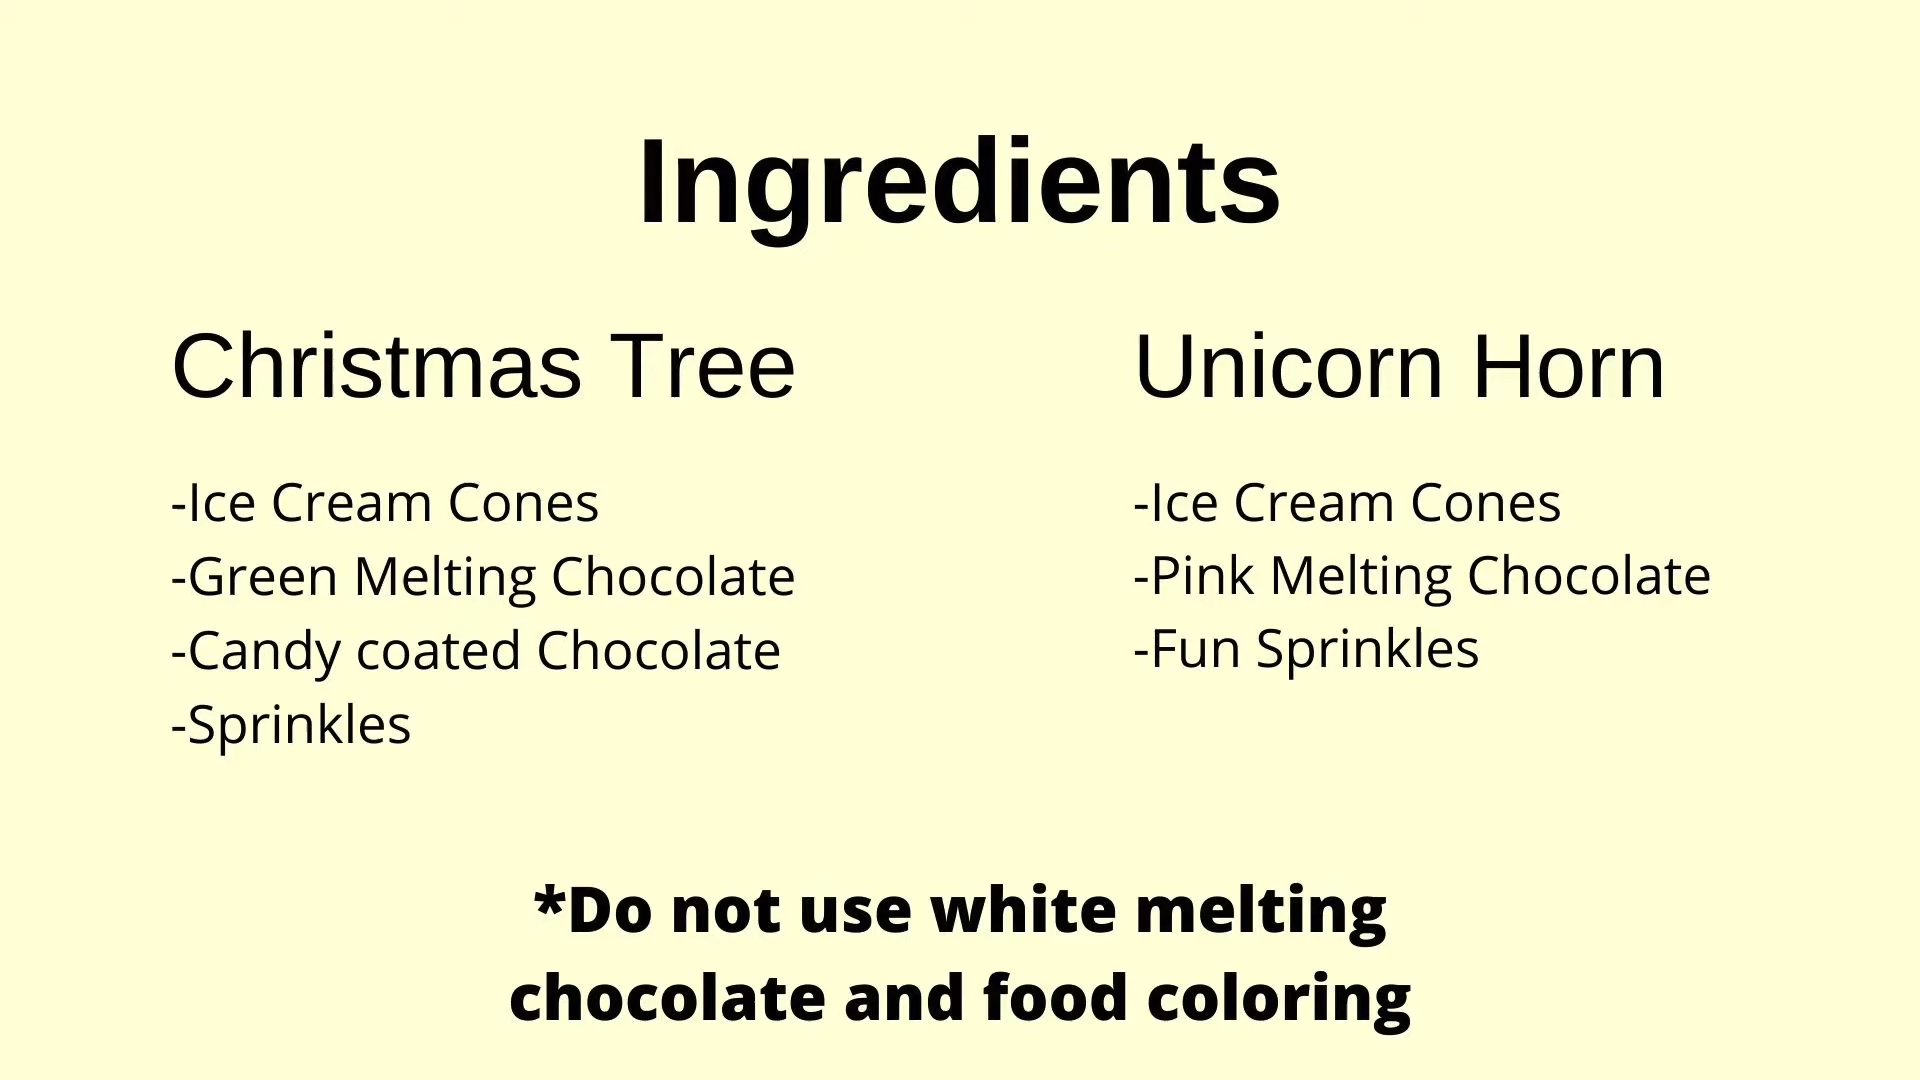 Ingredients
Christmas Tree
-Ice Cream Cones
-Green Melting Chocolate
-Candy coated Chocolate
-Sprinkles
Unicorn Horn
-Ice Cream Cones
-Pink Melting Chocolate
-Fun Sprinkles
*Do not use white melting
chocolate and food coloring